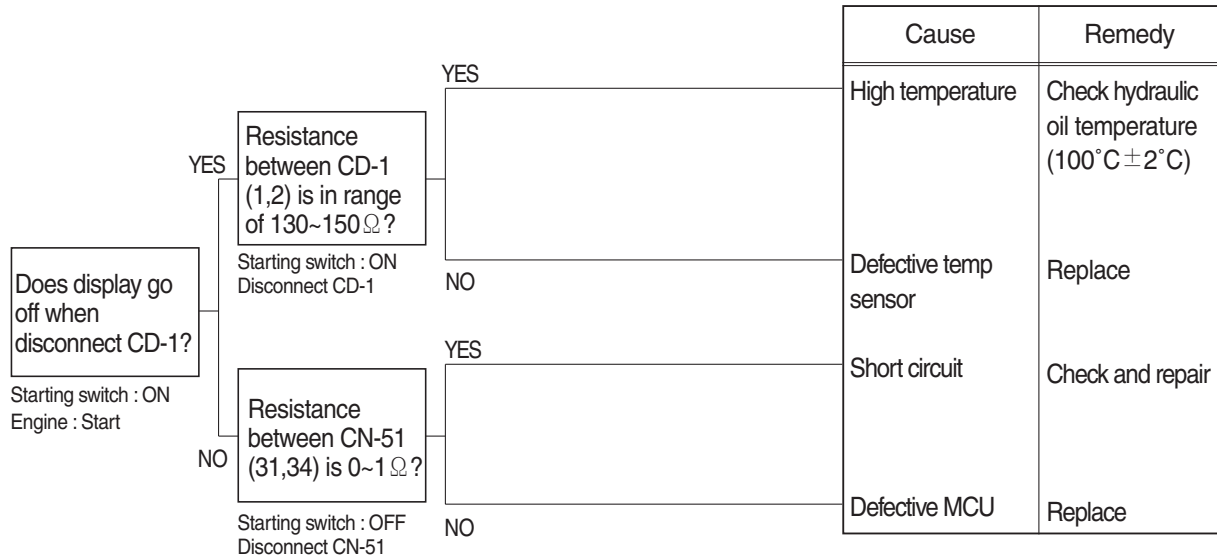 Does display go
off when
disconnect CD-1?
Starting switch : ON
Engine : Start
YES
Resistance
between CD-1
(1,2) is in range
of 130~150Ω?
Starting switch : ON
Disconnect CD-1
NO
Resistance
between CN-51
(31,34) is 0~1Ω?
Starting switch : OFF
Disconnect CN-51
YES
NO
YES
NO
Cause Remedy
High temperature Check hydraulic
oil temperature
(100˚C±2˚C)
Defective temp Replace
sensor
Short circuit Check and repair
Defective MCU Replace